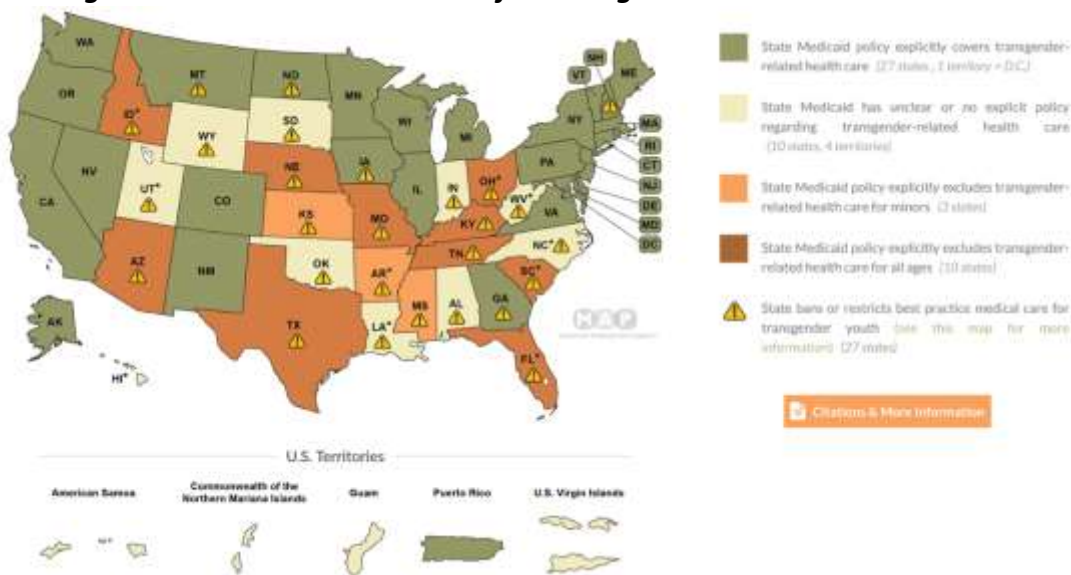 WA
OR
CA
NV
ID*
MT
WY
UT*
AZ
CO
NM
ND
SD
NE
KS
OK
TX
MN
IA
MO
AR*
LA*
WI
IL
MI
IN
OH*
KY
TN
MS
AL
GA
FL*
SC*
NC*
WV*
VA
PA
NY
VT
NH
ME
MA
RI
CT
NJ
DE
MD
DC
AK
HI*
MAP
State Medicaid policy explicitly covers transgender-
related health care (27 states, 1 territory + D.C.)
State Medicaid has unclear or no explicit policy
regarding transgender-related health care
(10 states, 4 territories)
State Medicaid policy explicitly excludes transgender-
related health care for minors (3 states)
State Medicaid policy explicitly excludes transgender-
related health care for all ages (10 states)
State bans or restricts best practice medical care for
transgender youth (see this map for more
information) (27 states)
Citations & More Information
U.S. Territories
American Samoa
Commonwealth of the
Northern Mariana Islands
Guam
Puerto Rico
U.S. Virgin Islands